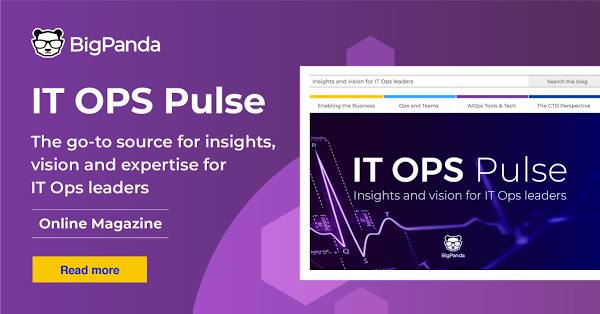 BigPanda
IT OPS Pulse
The go-to source for insights,
vision and expertise for
IT Ops leaders
Online Magazine
Read more
Insights and vision for IT Ops leaders
Search the blog
Enabling the Business
Ops and Teams
AIOps Tools & Tech
The CTO Perspective
IT OPS Pulse
Insights and vision for IT Ops leaders
R
T
Q
S
BigPanda